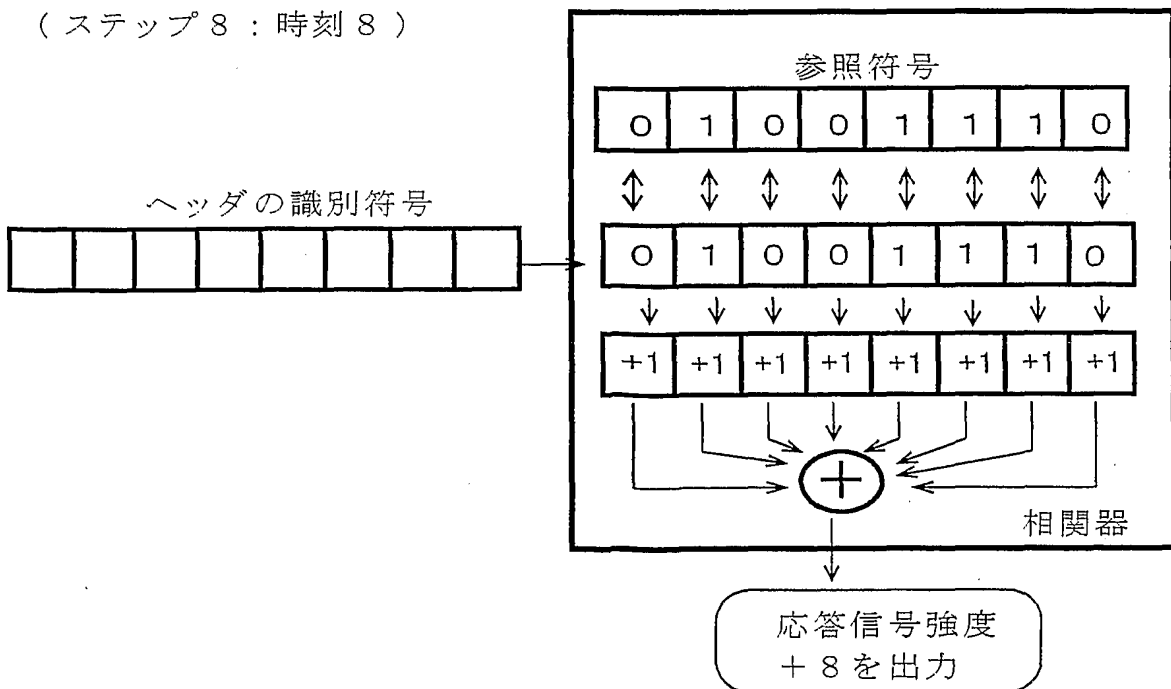 (ステップ8:時刻8)
参照符号
0 1 0 0 1 1 1 0
ヘッダの識別符号
0 1 0 0 1 1 1 0
+1 +1 +1 +1 +1 +1 +1 +1
+
相関器
応答信号強度
+8を出力